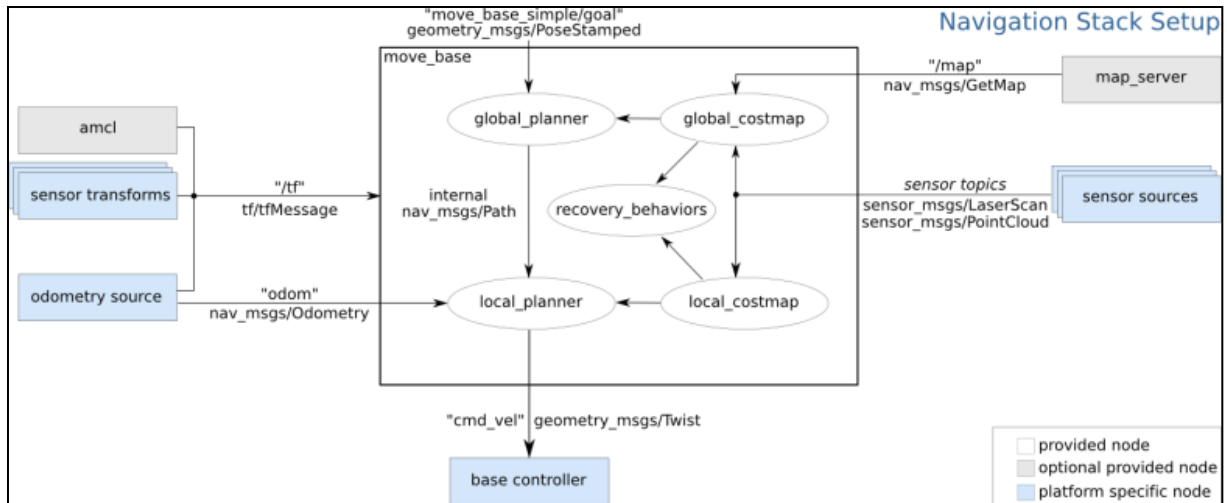 "move_base_simple/goal"
geometry_msgs/PoseStamped
Navigation Stack Setup
move_base
"/map"
nav_msgs/GetMap
map_server
amcl
global_planner
global_costmap
sensor transforms
"/tf"
tf/tfMessage
internal
nav_msgs/Path
recovery_behaviors
sensor topics
sensor_msgs/LaserScan
sensor_msgs/PointCloud
sensor sources
odometry source
"odom"
nav_msgs/Odometry
local_planner
local_costmap
"cmd_vel" geometry_msgs/Twist
base controller
provided node
optional provided node
platform specific node